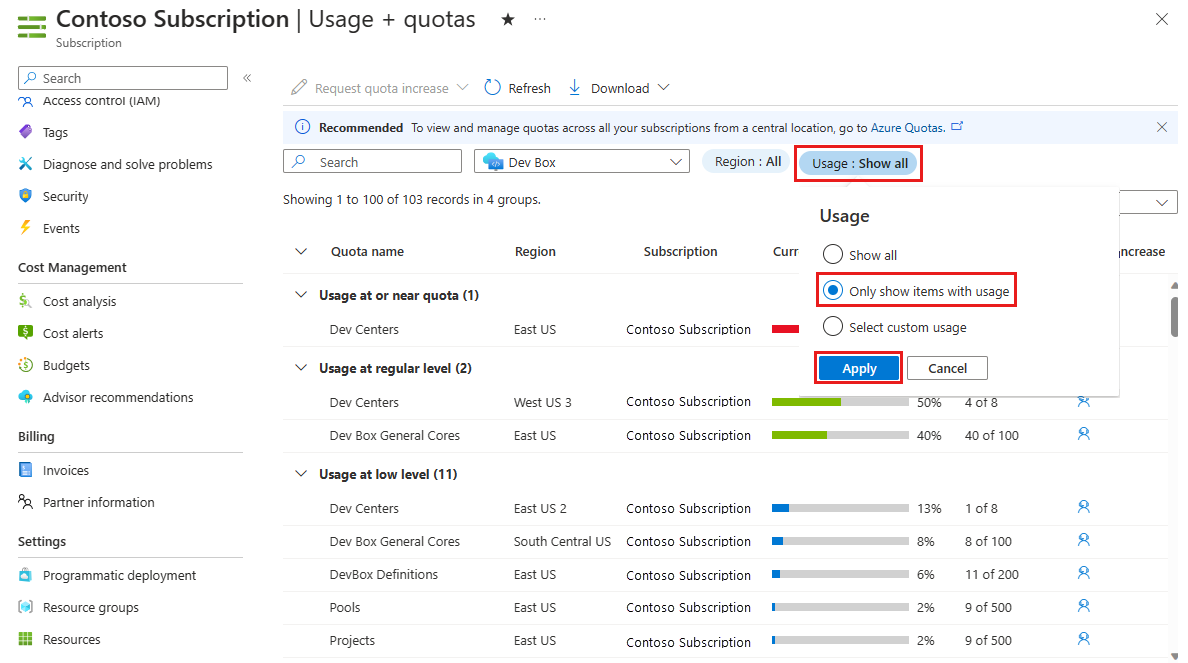 Contoso Subscription | Usage + quotas
Subscription
Search
Access control (IAM)
Tags
Diagnose and solve problems
Security
Events
Cost Management
Cost analysis
Cost alerts
Budgets
Advisor recommendations
Billing
Invoices
Partner information
Settings
Programmatic deployment
Resource groups
Resources
Request quota increase Refresh Download
Recommended To view and manage quotas across all your subscriptions from a central location, go to Azure Quotas.
Search Dev Box Region : All Usage : Show all
Showing 1 to 100 of 103 records in 4 groups.
Usage
Show all
Only show items with usage
Select custom usage
Apply Cancel
Quota name Region Subscription
Usage at or near quota (1)
Dev Centers East US Contoso Subscription
Usage at regular level (2)
Dev Centers West US 3 Contoso Subscription 50% 4 of 8
Dev Box General Cores East US Contoso Subscription 40% 40 of 100
Usage at low level (11)
Dev Centers East US 2 Contoso Subscription 13% 1 of 8
Dev Box General Cores South Central US Contoso Subscription 8% 8 of 100
DevBox Definitions East US Contoso Subscription 6% 11 of 200
Pools East US Contoso Subscription 2% 9 of 500
Projects East US Contoso Subscription 2% 9 of 500